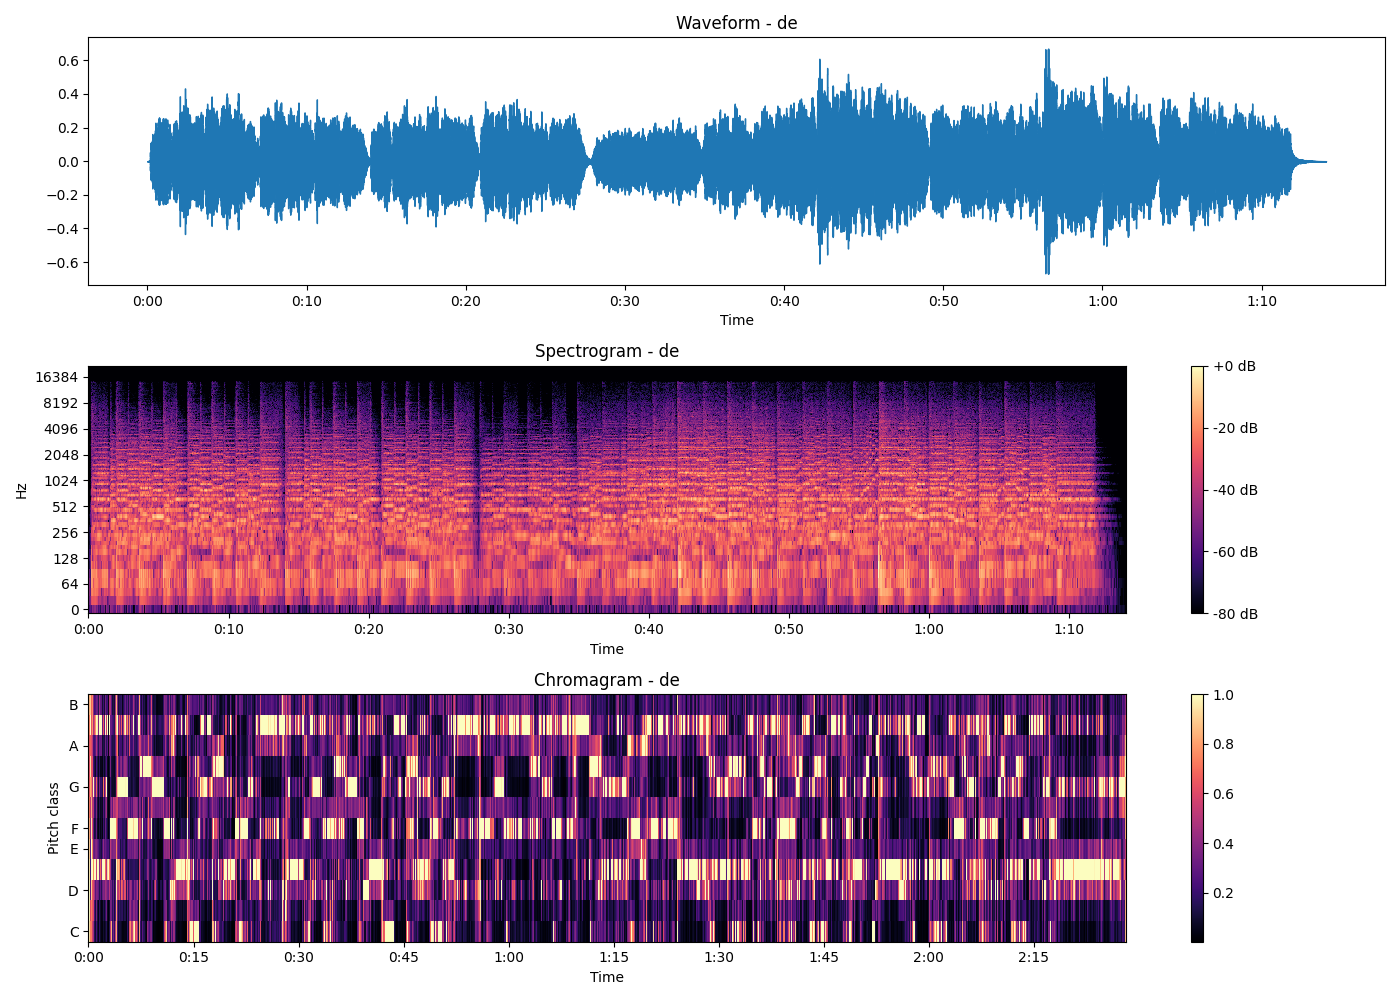 Waveform - de
0.6
0.4
0.2
0.0
−0.2
−0.4
−0.6
0:00 0:10 0:20 0:30 0:40 0:50 1:00 1:10
Time
Spectrogram - de
Hz
16384
8192
4096
2048
1024
512
256
128
64
0
0:00 0:10 0:20 0:30 0:40 0:50 1:00 1:10
Time
+0 dB
-20 dB
-40 dB
-60 dB
-80 dB
Chromagram - de
Pitch class
B
A
G
F
E
D
C
0:00 0:15 0:30 0:45 1:00 1:15 1:30 1:45 2:00 2:15
Time
1.0
0.8
0.6
0.4
0.2